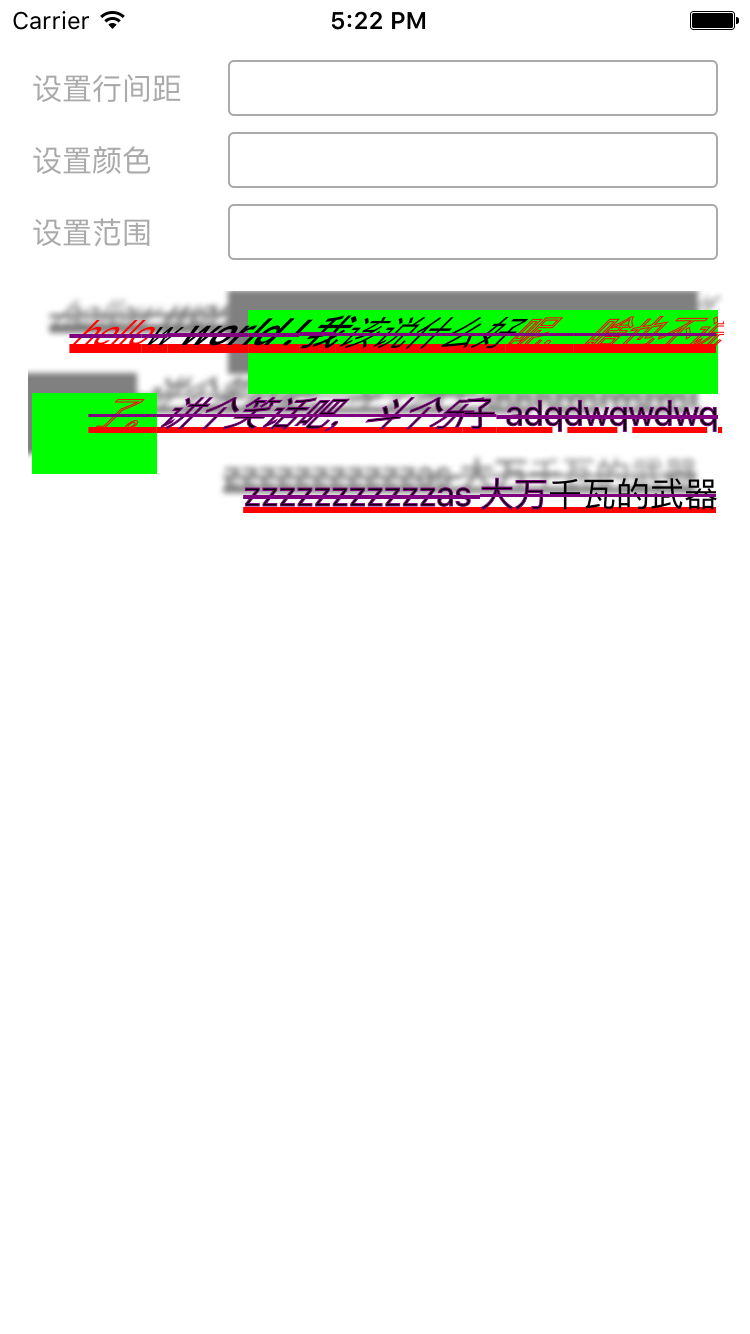 Carrier 5:22 PM
设置行间距
设置颜色
设置范围
hellow world ! 我该说什么好呢，哈哈不说
了。讲个笑话吧，斗个乐子 adqdwqwdwq
zzzzzzzzzzzzas 大万千瓦的武器